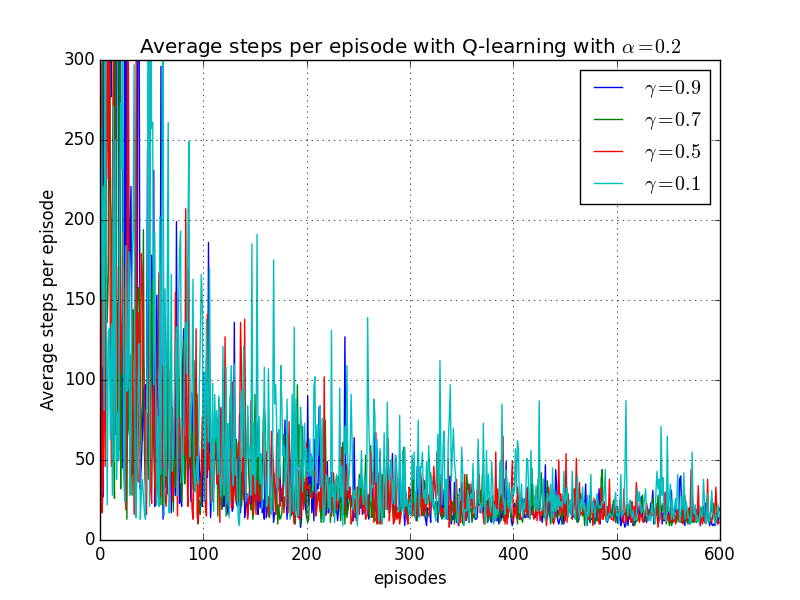 Average steps per episode with Q-learning with α=0.2
300
250
200
150
100
50
0
Average steps per episode
γ=0.9
γ=0.7
γ=0.5
γ=0.1
0 100 200 300 400 500 600
episodes